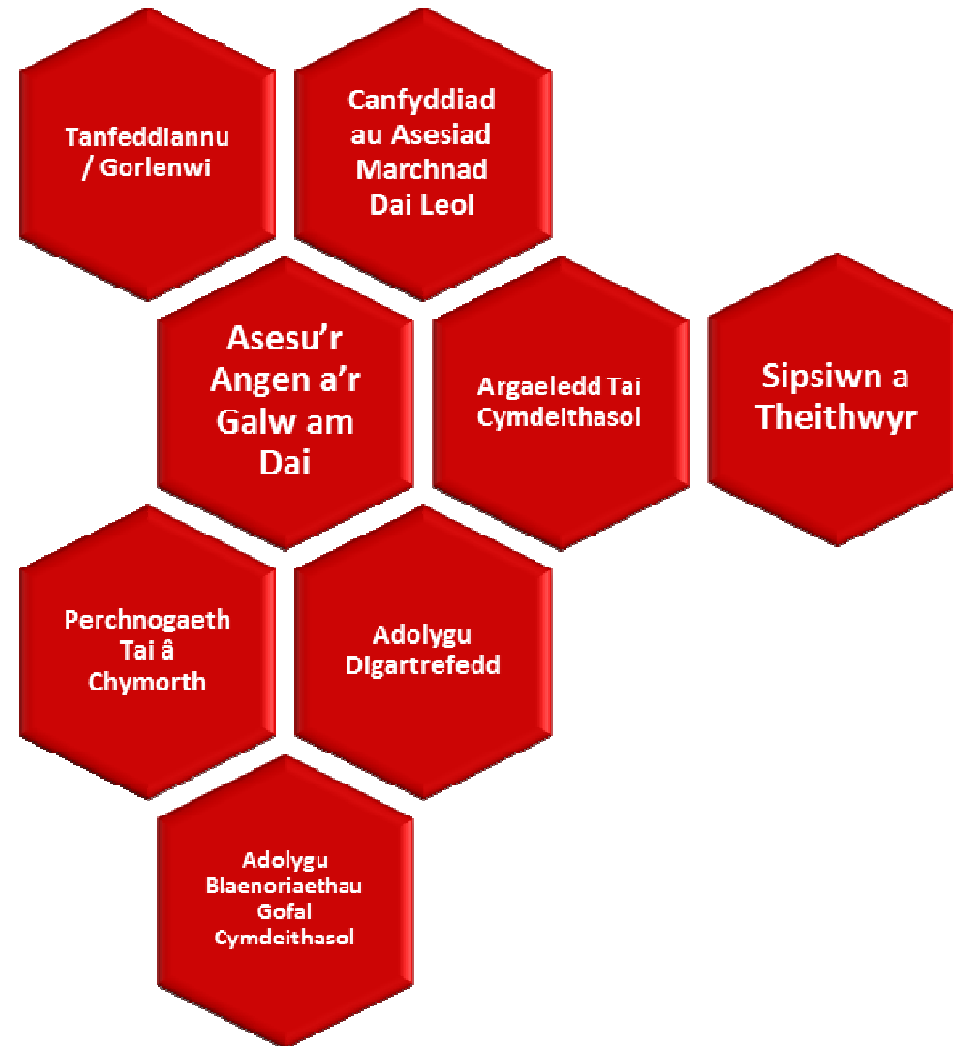 Tanfeddiannu
/ Gorlenwi
Canfyddiad
au Asesiad
Marchnad
Dai Leol
Asesu'r
Angen a'r
Galw am
Dai
Argaeledd Tai
Cymdeithasol
Sipsiwn a
Theithwyr
Perchnogaeth
Tai â
Chymorth
Adolygu
Digartrefedd
Adolygu
Blaenoriaethau
Gofal
Cymdeithasol